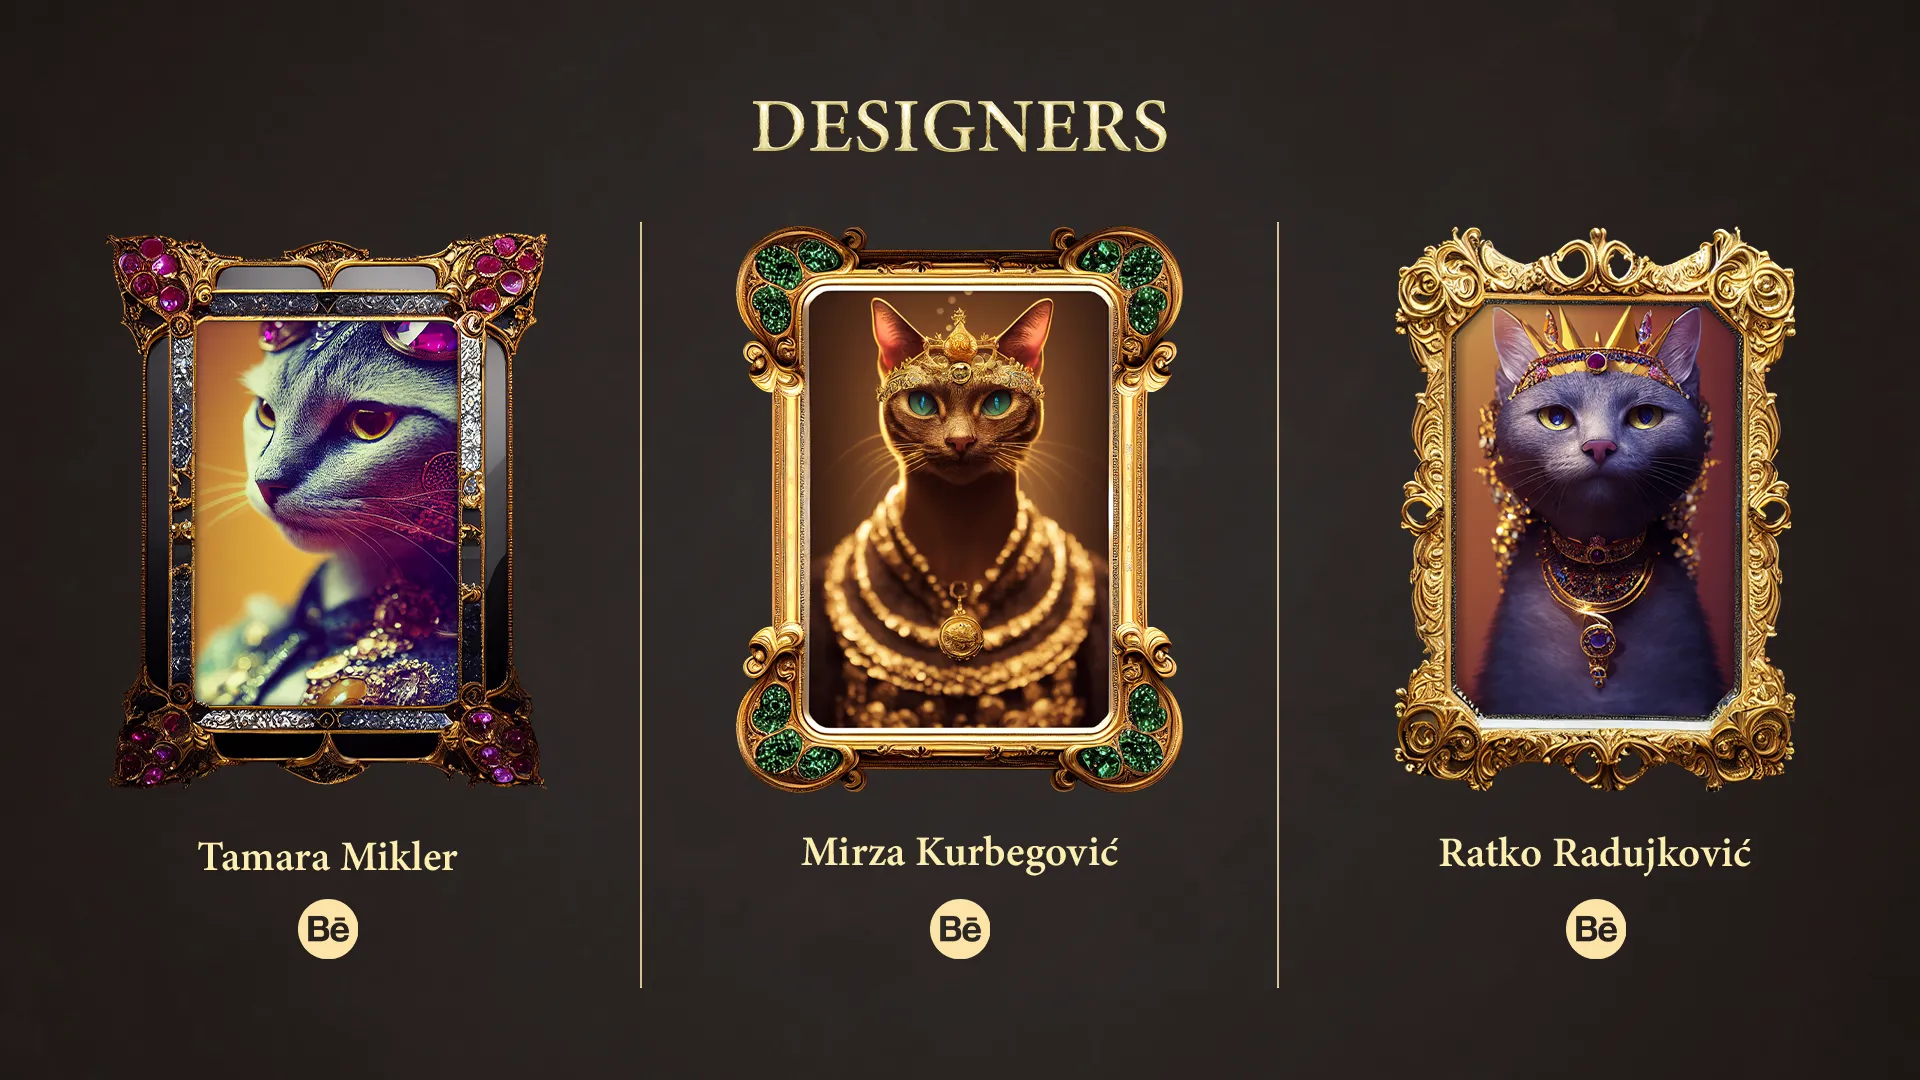 DESIGNERS
Tamara Mikler
Mirza Kurbegović
Ratko Radujković
Bē
Bē
Bē